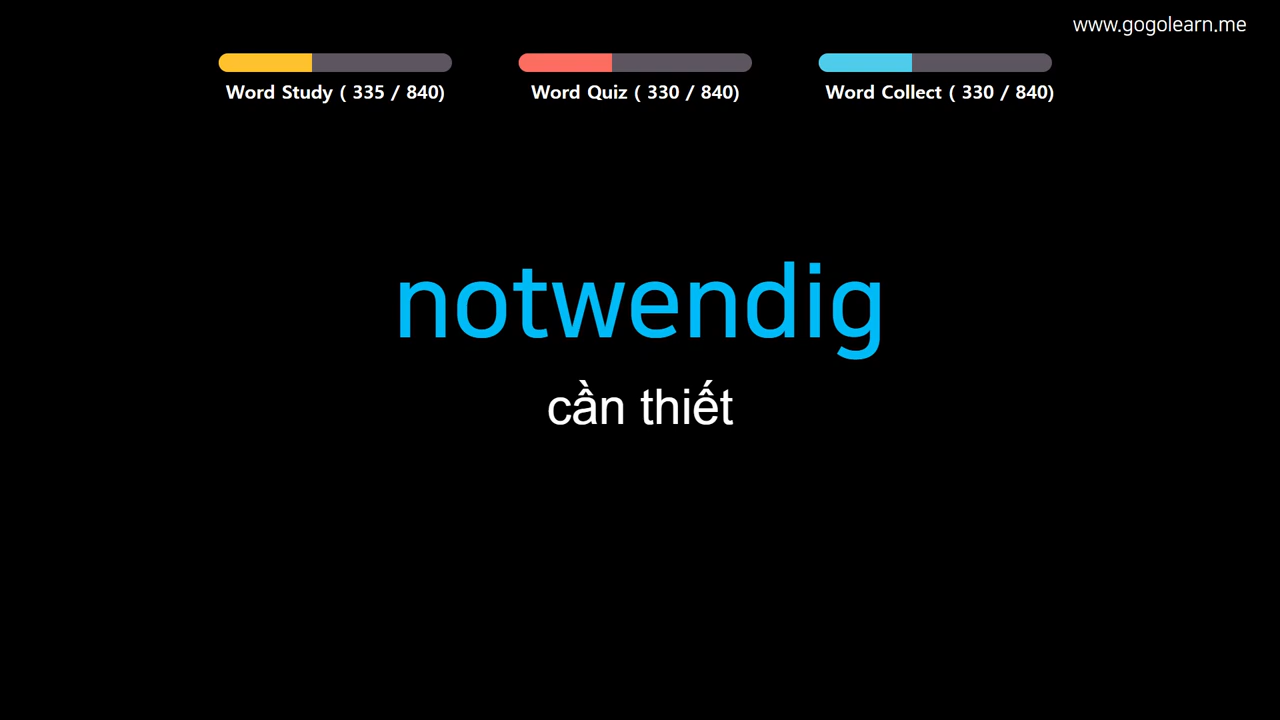 www.gogolearn.me
Word Study ( 335 / 840)
Word Quiz ( 330 / 840)
Word Collect ( 330 / 840)
notwendig
cần thiết